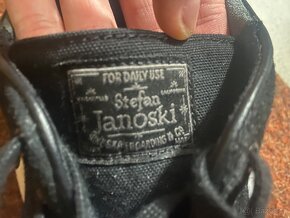 FOR DAILY USE
Stefan
Janoski
SKATEBOARDING & CO.